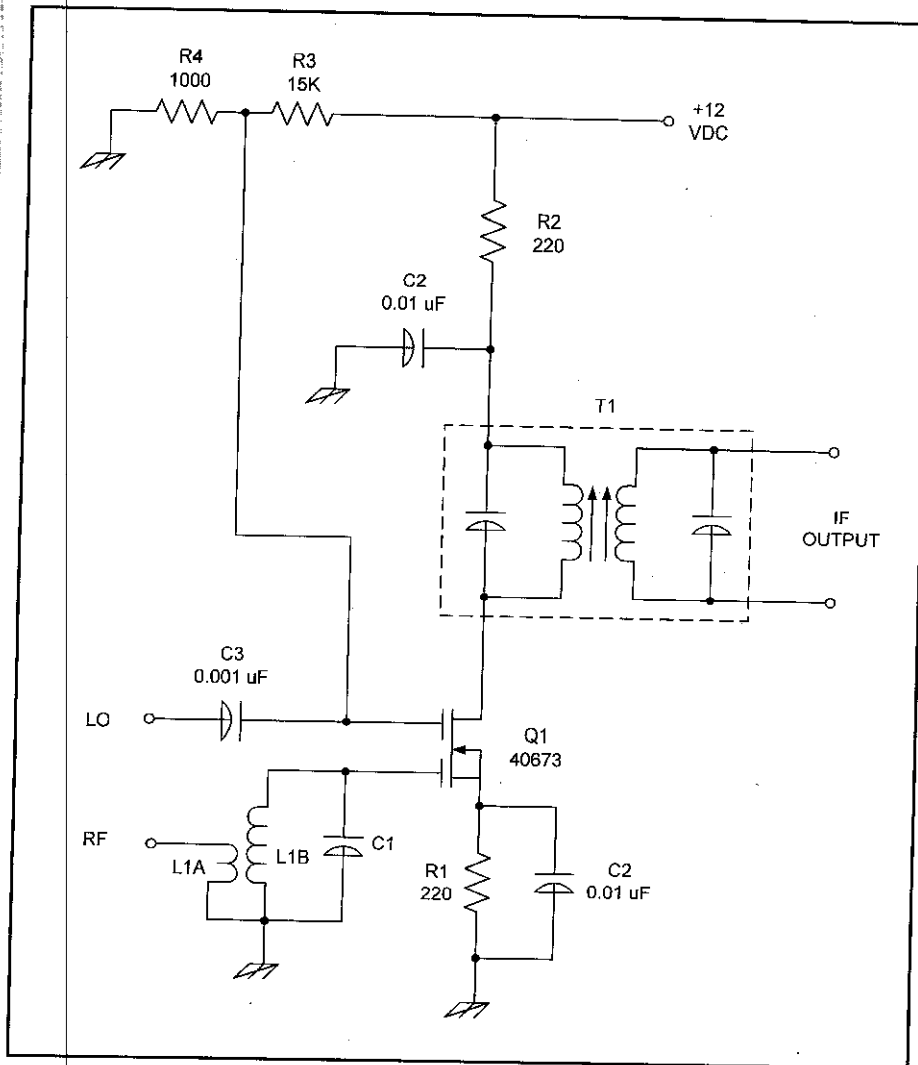 R4
1000
R3
15K
+12
VDC
R2
220
C2
0.01 uF
T1
IF
OUTPUT
C3
0.001 uF
LO
Q1
40673
RF
L1A
L1B
C1
R1
220
C2
0.01 uF